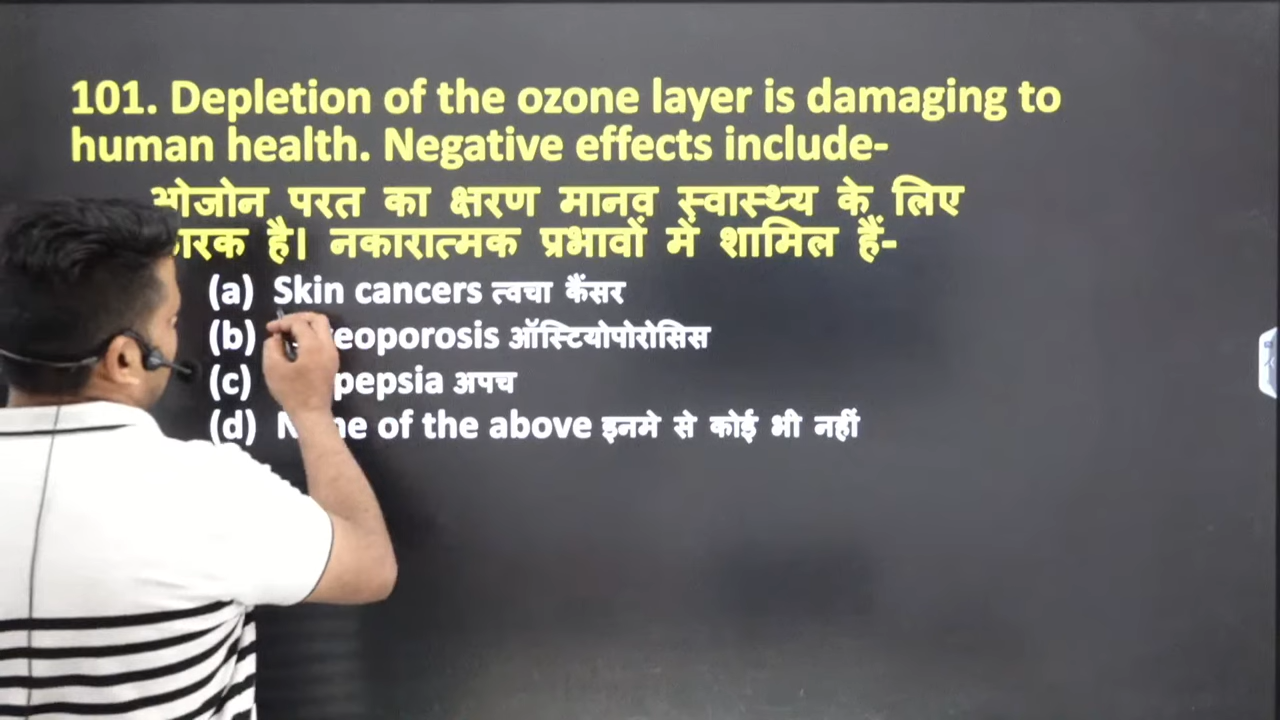 101. Depletion of the ozone layer is damaging to
human health. Negative effects include-
ओजोन परत का क्षरण मानव स्वास्थ्य के लिए
है। नकारात्मक प्रभावों में शामिल हैं-
(a) Skin cancers त्वचा कैंसर
(b) ऑस्टियोपोरोसिस
(c) अपच
(d) of the above इनमे से कोई भी नहीं